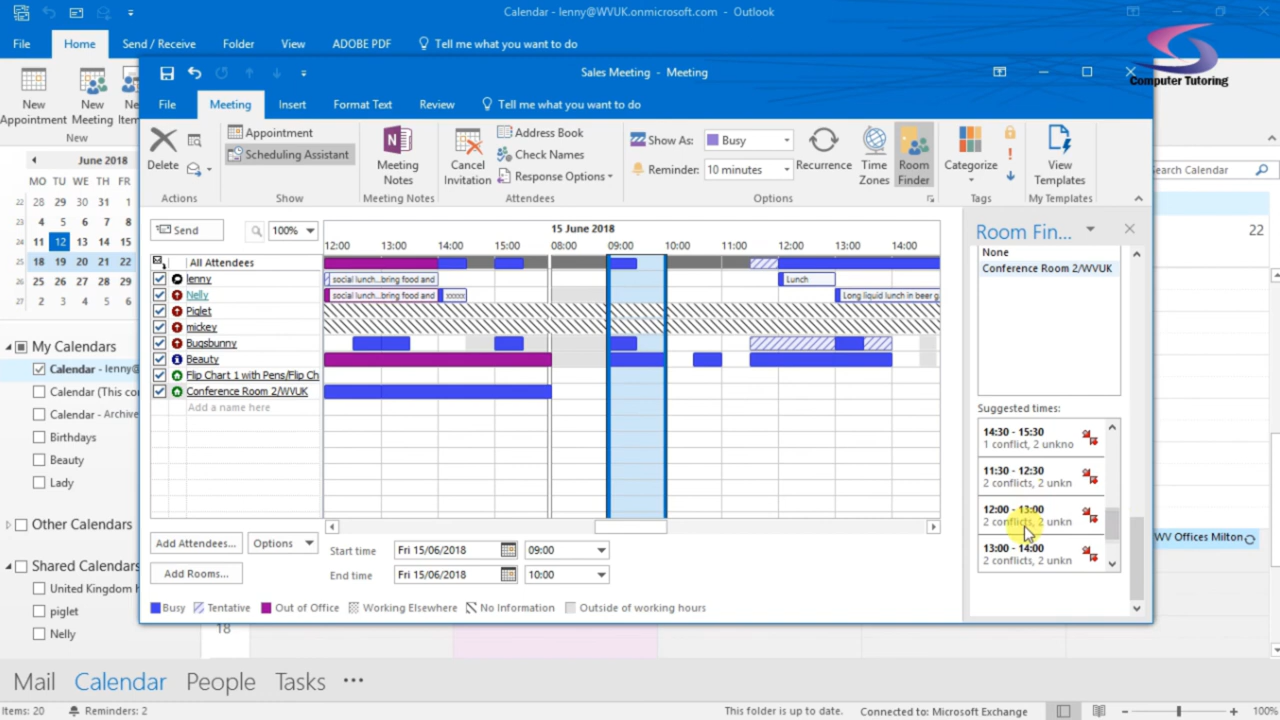 Calendar - lenny@WVUK.onmicrosoft.com - Outlook
File Home Send / Receive Folder View ADOBE PDF Tell me what you want to do
Computer Tutoring
Sales Meeting - Meeting
File Meeting Insert Format Text Review Tell me what you want to do
New Appointment
New Meeting
New
Delete
Actions
Appointment
Scheduling Assistant
Show
Meeting Notes
Meeting Notes
Cancel Invitation
Address Book
Check Names
Response Options
Attendees
Show As: Busy
Reminder: 10 minutes
Recurrence
Time Zones
Room Finder
Options
Categorize
Tags
View Templates
My Templates
Search Calendar
June 2018
MO TU WE TH FR
22 28 29 30 31 1
23 4 5 6 7 8
24 11 12 13 14 15
25 18 19 20 21 22
26 25 26 27 28 29
27 2 3 4 5 6
My Calendars
Calendar - lenny@
Calendar (This co
Calendar - Archive
Birthdays
Beauty
Lady
Other Calendars
Shared Calendars
United Kingdom
piglet
Nelly
Send 100%
15 June 2018
12:00 13:00 14:00 15:00 08:00 09:00 10:00 11:00 12:00 13:00 14:00
All Attendees
lenny social lunch...bring food and Lunch
Nelly social lunch...bring food and xxxxx Long liquid lunch in beer g
Piglet
mickey
Bugsbunny
Beauty
Flip Chart 1 with Pens/Flip Ch
Conference Room 2/WVUK
Add a name here
Add Attendees... Options
Add Rooms...
Start time Fri 15/06/2018 09:00
End time Fri 15/06/2018 10:00
Busy Tentative Out of Office Working Elsewhere No Information Outside of working hours
Room Fin...
None
Conference Room 2/WVUK
Suggested times:
14:30 - 15:30
1 conflict, 2 unkno
11:30 - 12:30
2 conflicts, 2 unkn
12:00 - 13:00
2 conflicts, 2 unkn
13:00 - 14:00
2 conflicts, 2 unkn
22
WV Offices Milton
18
Mail Calendar People Tasks •••
Items: 20 Reminders: 2 This folder is up to date. Connected to: Microsoft Exchange 100%